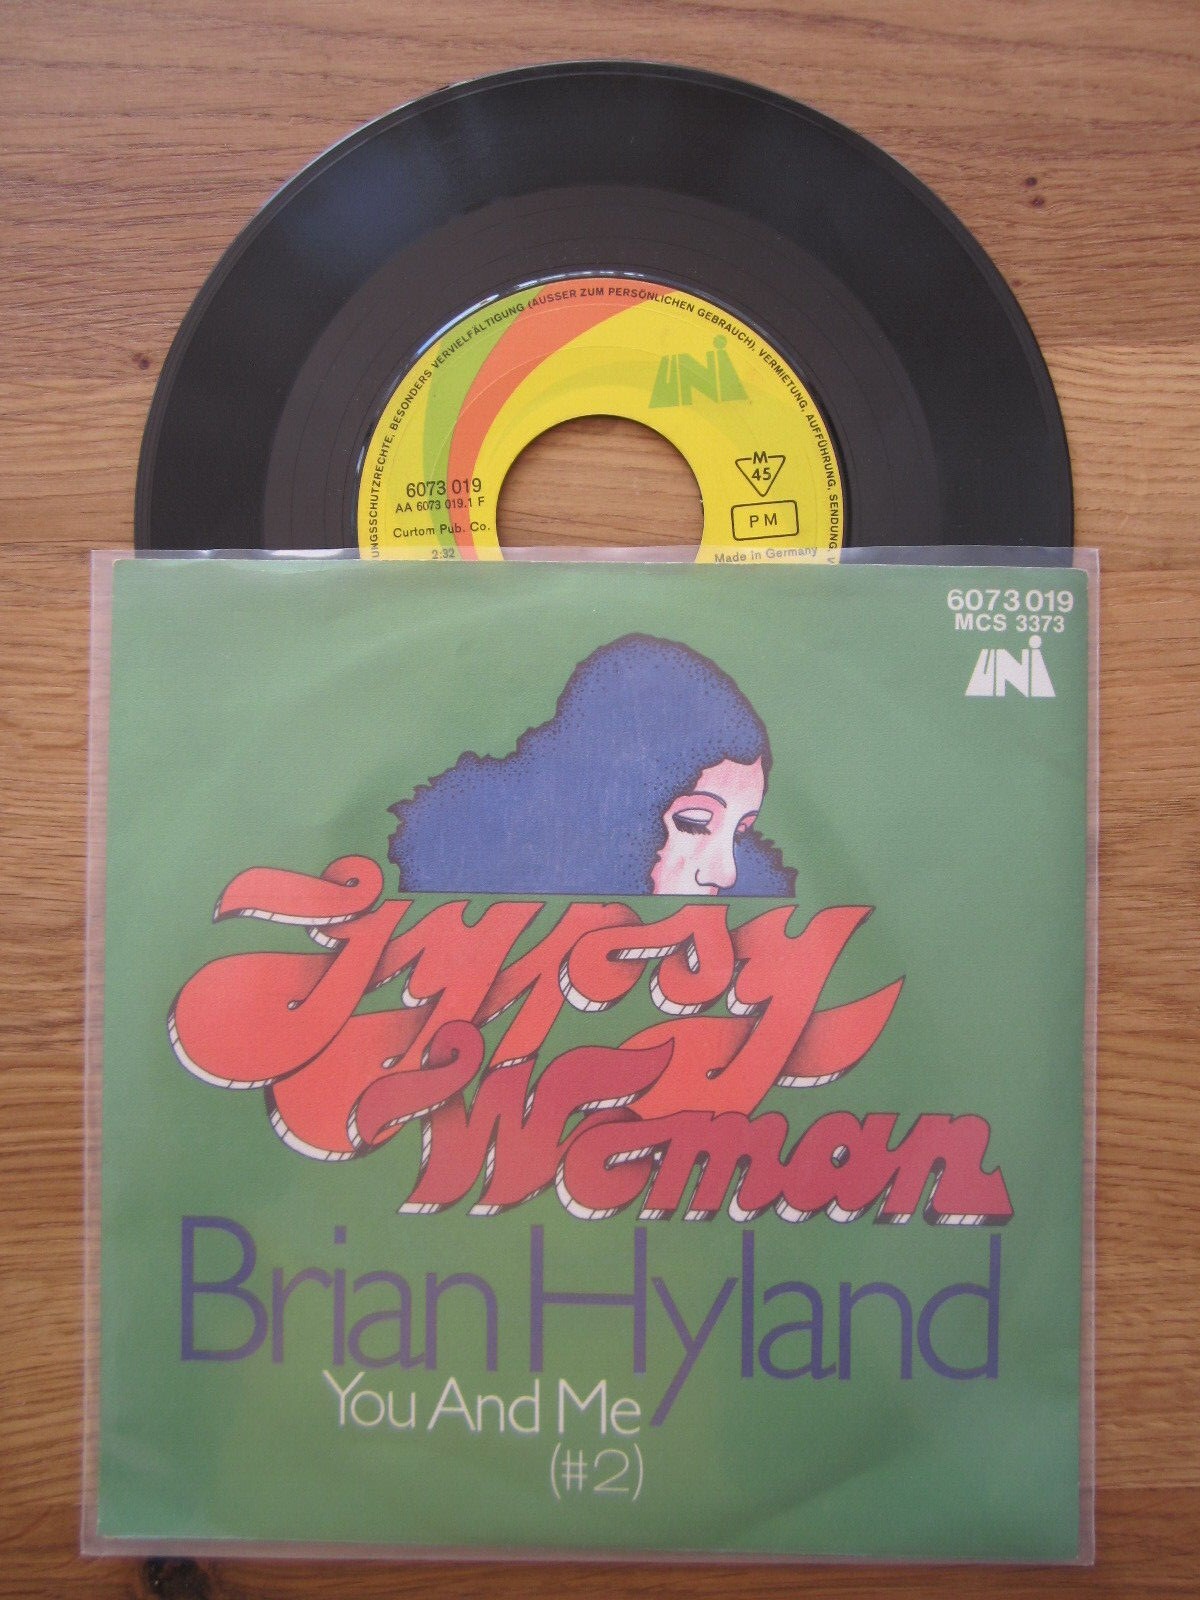 UNGSSCHUTZRECHTE, BESONDERS VERVIELFÄLTIGUNG (AUSSER ZUM PERSÖNLICHEN GEBRAUCH), VERMIETUNG, AUFFÜHRUNG, SENDUNG, V
UNI
6073 019
AA 6073 019.1 F
Curtom Pub. Co.
2:32
M
45
PM
Made in Germany
6073 019
MCS 3373
UNI
Gypsy
Woman
Brian Hyland
You And Me
(#2)